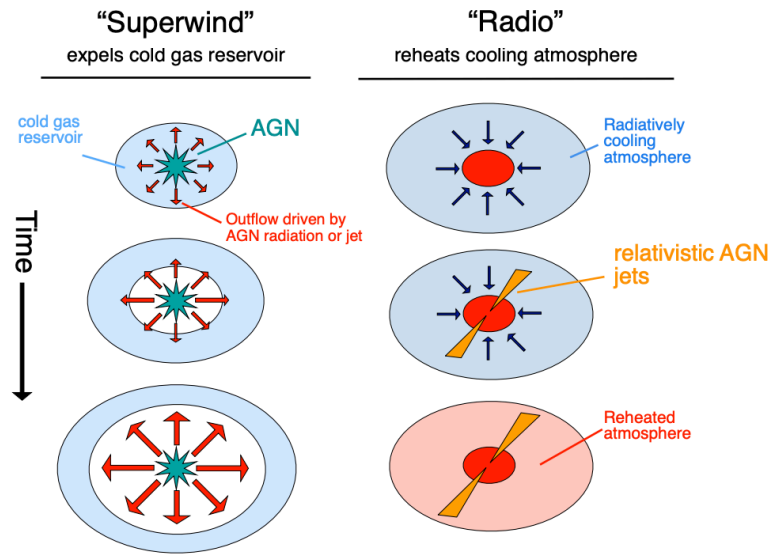 “Superwind”
expels cold gas reservoir
“Radio”
reheats cooling atmosphere
cold gas
reservoir
AGN
Outflow driven by
AGN radiation or jet
Radiatively
cooling
atmosphere
Time
relativistic AGN
jets
Reheated
atmosphere